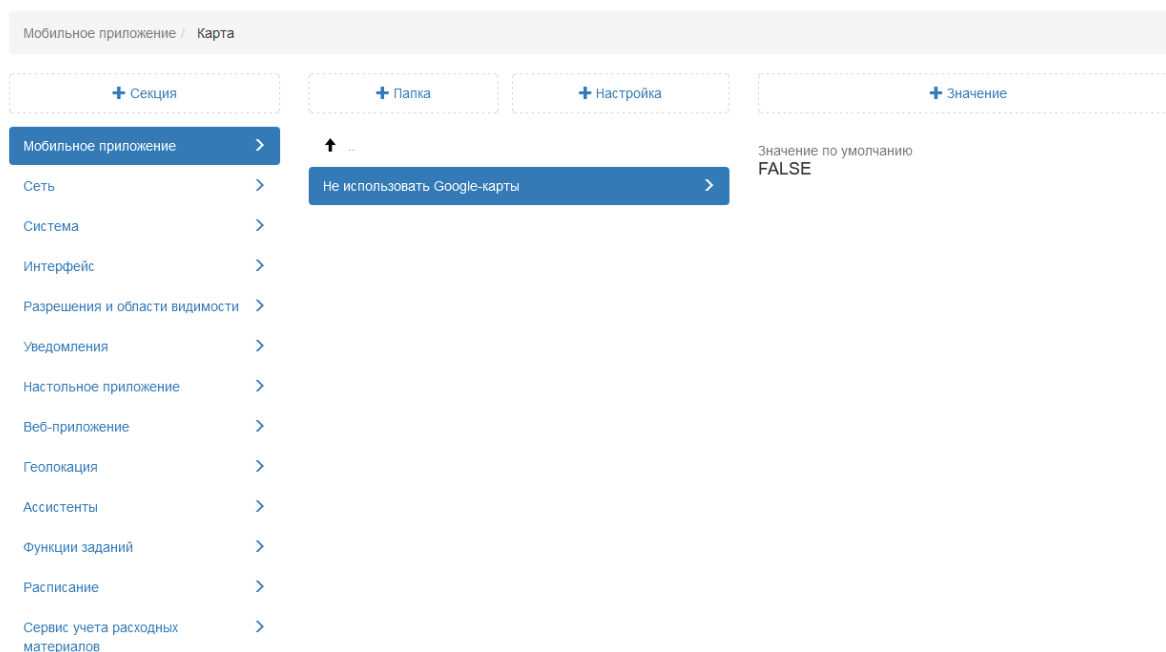 Мобильное приложение / Карта
+ Секция
Мобильное приложение
Сеть
Система
Интерфейс
Разрешения и области видимости
Уведомления
Настольное приложение
Веб-приложение
Геолокация
Ассистенты
Функции заданий
Расписание
Сервис учета расходных
материалов
+ Папка
+ Настройка
..
Не использовать Google-карты
+ Значение
Значение по умолчанию
FALSE